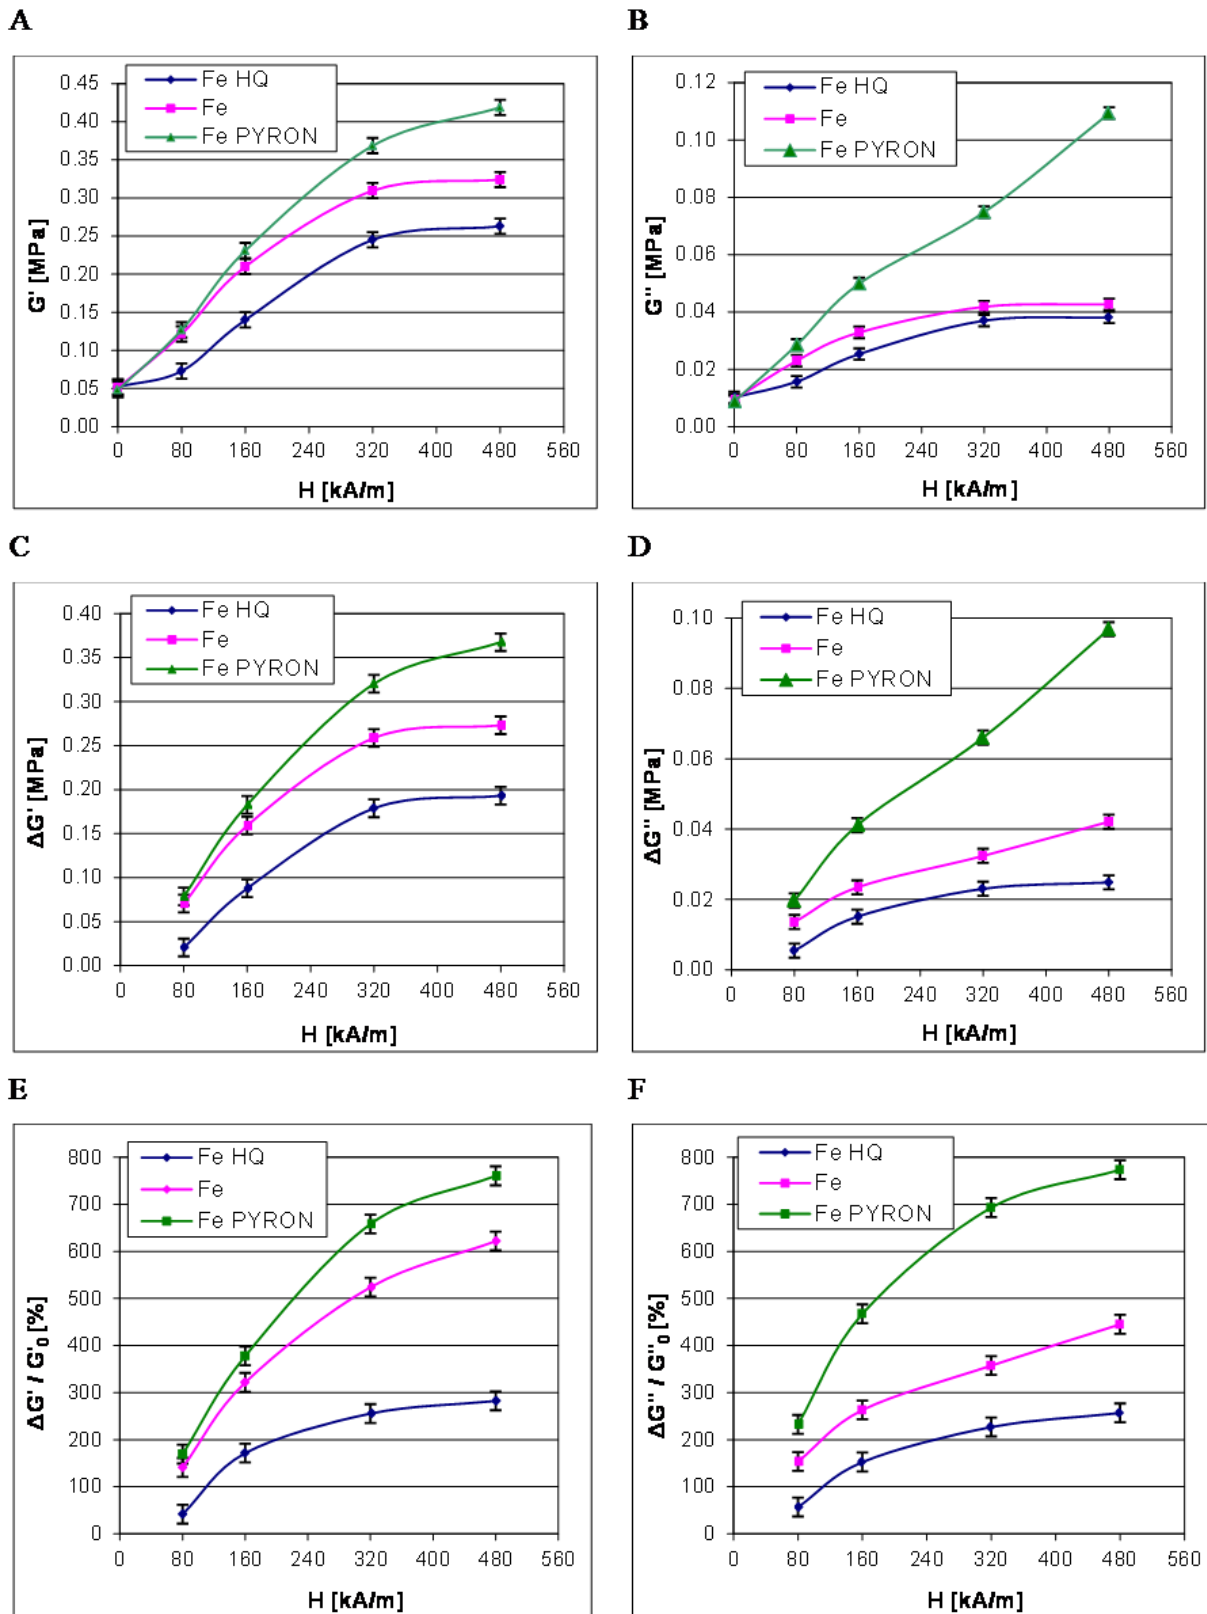 A
Fe HQ
Fe
Fe PYRON
0.45
0.40
0.35
0.30
0.25
0.20
0.15
0.10
0.05
0.00
G' [MPa]
0 80 160 240 320 400 480 560
H [kA/m]
B
Fe HQ
Fe
Fe PYRON
0.12
0.10
0.08
0.06
0.04
0.02
0.00
G'' [MPa]
0 80 160 240 320 400 480 560
H [kA/m]
C
Fe HQ
Fe
Fe PYRON
0.40
0.35
0.30
0.25
0.20
0.15
0.10
0.05
0.00
ΔG' [MPa]
0 80 160 240 320 400 480 560
H [kA/m]
D
Fe HQ
Fe
Fe PYRON
0.10
0.08
0.06
0.04
0.02
0.00
ΔG'' [MPa]
0 80 160 240 320 400 480 560
H [kA/m]
E
Fe HQ
Fe
Fe PYRON
800
700
600
500
400
300
200
100
0
ΔG' / G'0 [%]
0 80 160 240 320 400 480 560
H [kA/m]
F
Fe HQ
Fe
Fe PYRON
800
700
600
500
400
300
200
100
0
ΔG'' / G''0 [%]
0 80 160 240 320 400 480 560
H [kA/m]